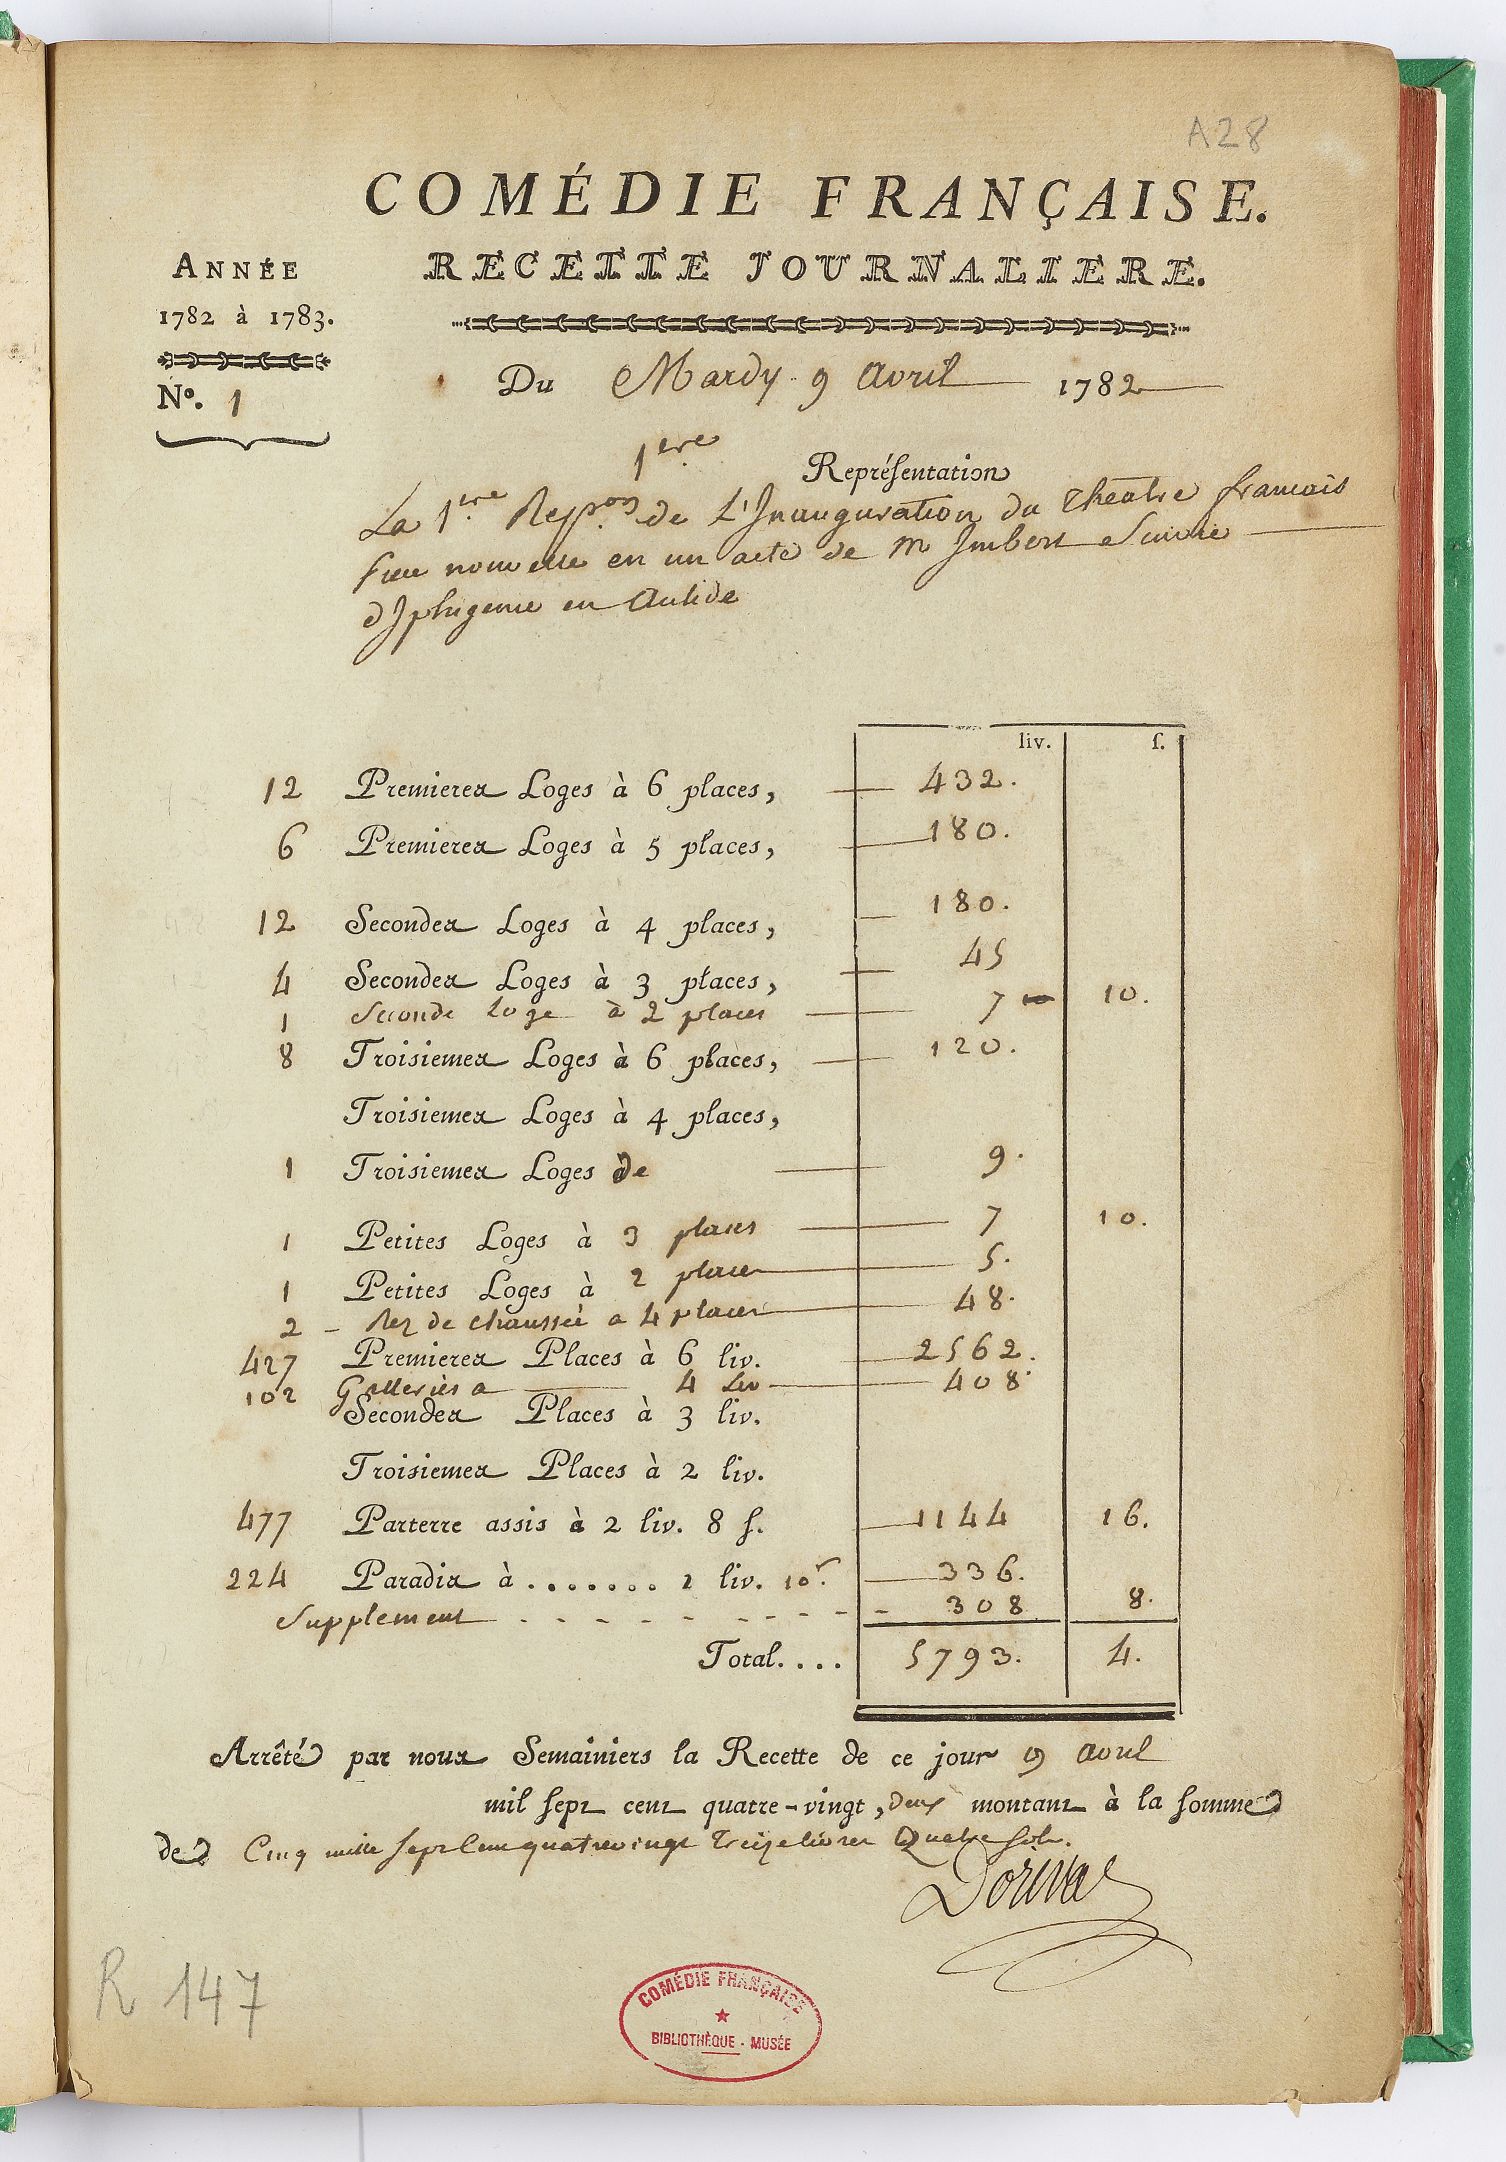 A28
COMÉDIE FRANÇAISE.
RECETTE JOURNALIERE.
ANNÉE
1782 à 1783.
Nº. 1
Du Mardy 9 avril 1782
1ere Représentation
La 1ere Repon de L'Inauguration du Theatre francais
piece nouvelle en un acte de m Imbert Suivie
d Iphigenie en Aulide
liv. ſ.
12 Premieres Loges à 6 places, 432.
6 Premieres Loges à 5 places, 180.
12 Secondes Loges à 4 places, 180.
4 Secondes Loges à 3 places, 45
1 Seconde Loge à 2 places 7 10.
8 Troisiemes Loges à 6 places, 120.
Troisiemes Loges à 4 places,
1 Troisiemes Loges de 9.
1 Petites Loges à 3 places 7 10.
1 Petites Loges à 2 places 5.
2 - Rez de chaussée a 4 places 48.
427 Premieres Places à 6 liv. 2562.
102 Galleries a 4 Liv 408.
Secondes Places à 3 liv.
Troisiemes Places à 2 liv.
477 Parterre assis à 2 liv. 8 ſ. 1144 16.
224 Paradis à ....... 1 liv. 10s. 336.
Supplement - - - - - - - - - 308 8.
Total.... 5793. 4.
Arrêté par nous Semainiers la Recette de ce jour 9 avril
mil ſept cent quatre-vingt, deux montant à la ſomme
de Cinq mille Sept Cent quatrevingt Treize livres Quatre sols.
Dorival
R 147
COMÉDIE FRANÇAISE
BIBLIOTHÈQUE - MUSÉE